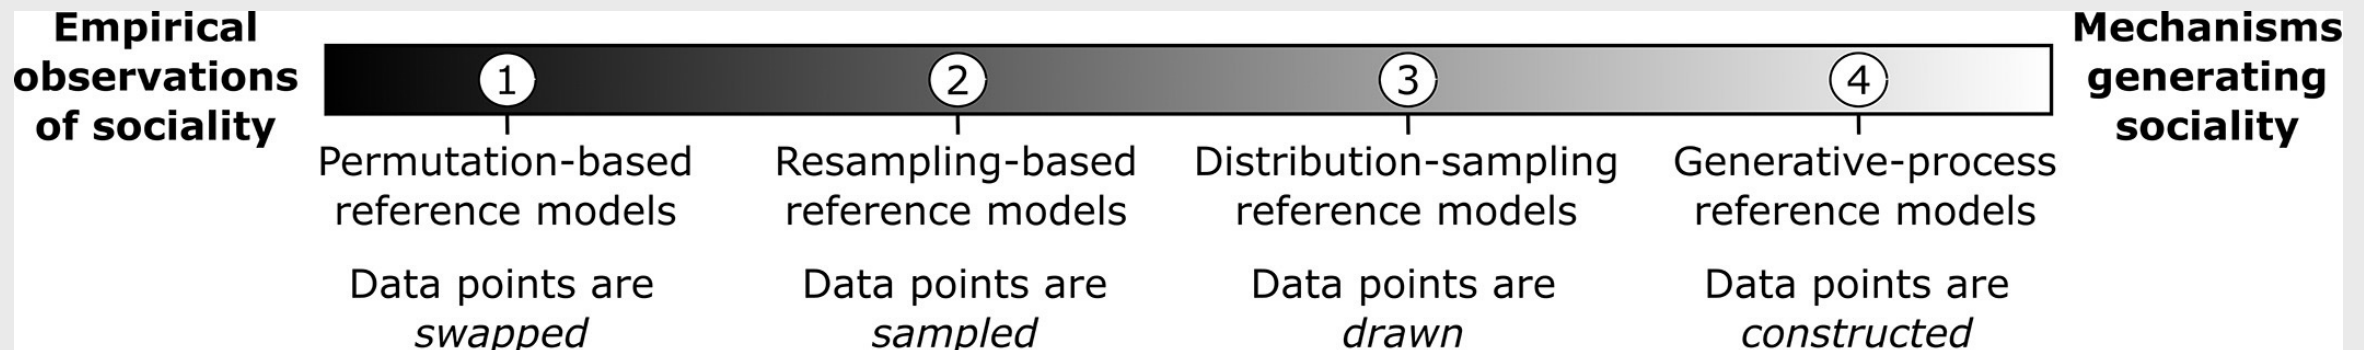 Empirical
observations
of sociality
1
2
3
4
Mechanisms
generating
sociality
Permutation-based
reference models
Data points are
swapped
Resampling-based
reference models
Data points are
sampled
Distribution-sampling
reference models
Data points are
drawn
Generative-process
reference models
Data points are
constructed